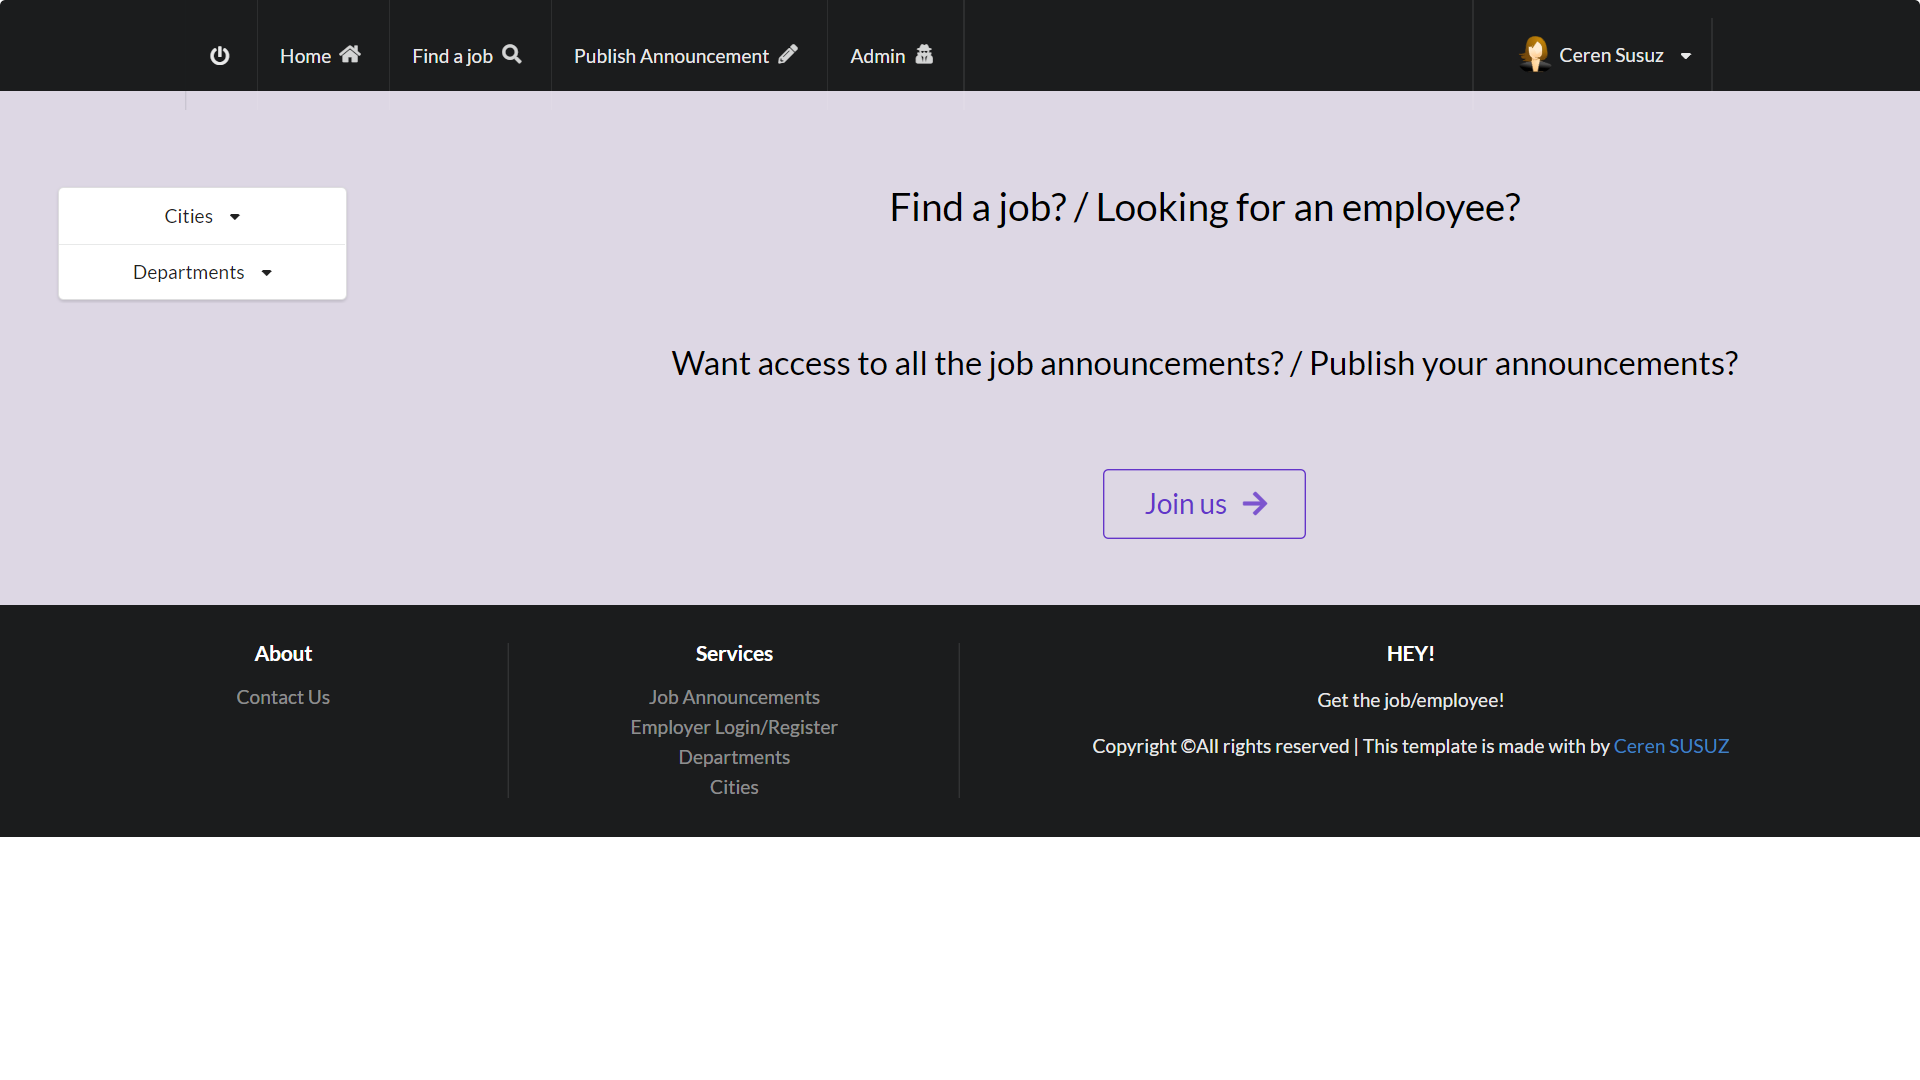 Home
Find a job
Publish Announcement
Admin
Ceren Susuz
Cities
Departments
Find a job? / Looking for an employee?
Want access to all the job announcements? / Publish your announcements?
Join us
About
Contact Us
Services
Job Announcements
Employer Login/Register
Departments
Cities
HEY!
Get the job/employee!
Copyright ©All rights reserved | This template is made with by Ceren SUSUZ